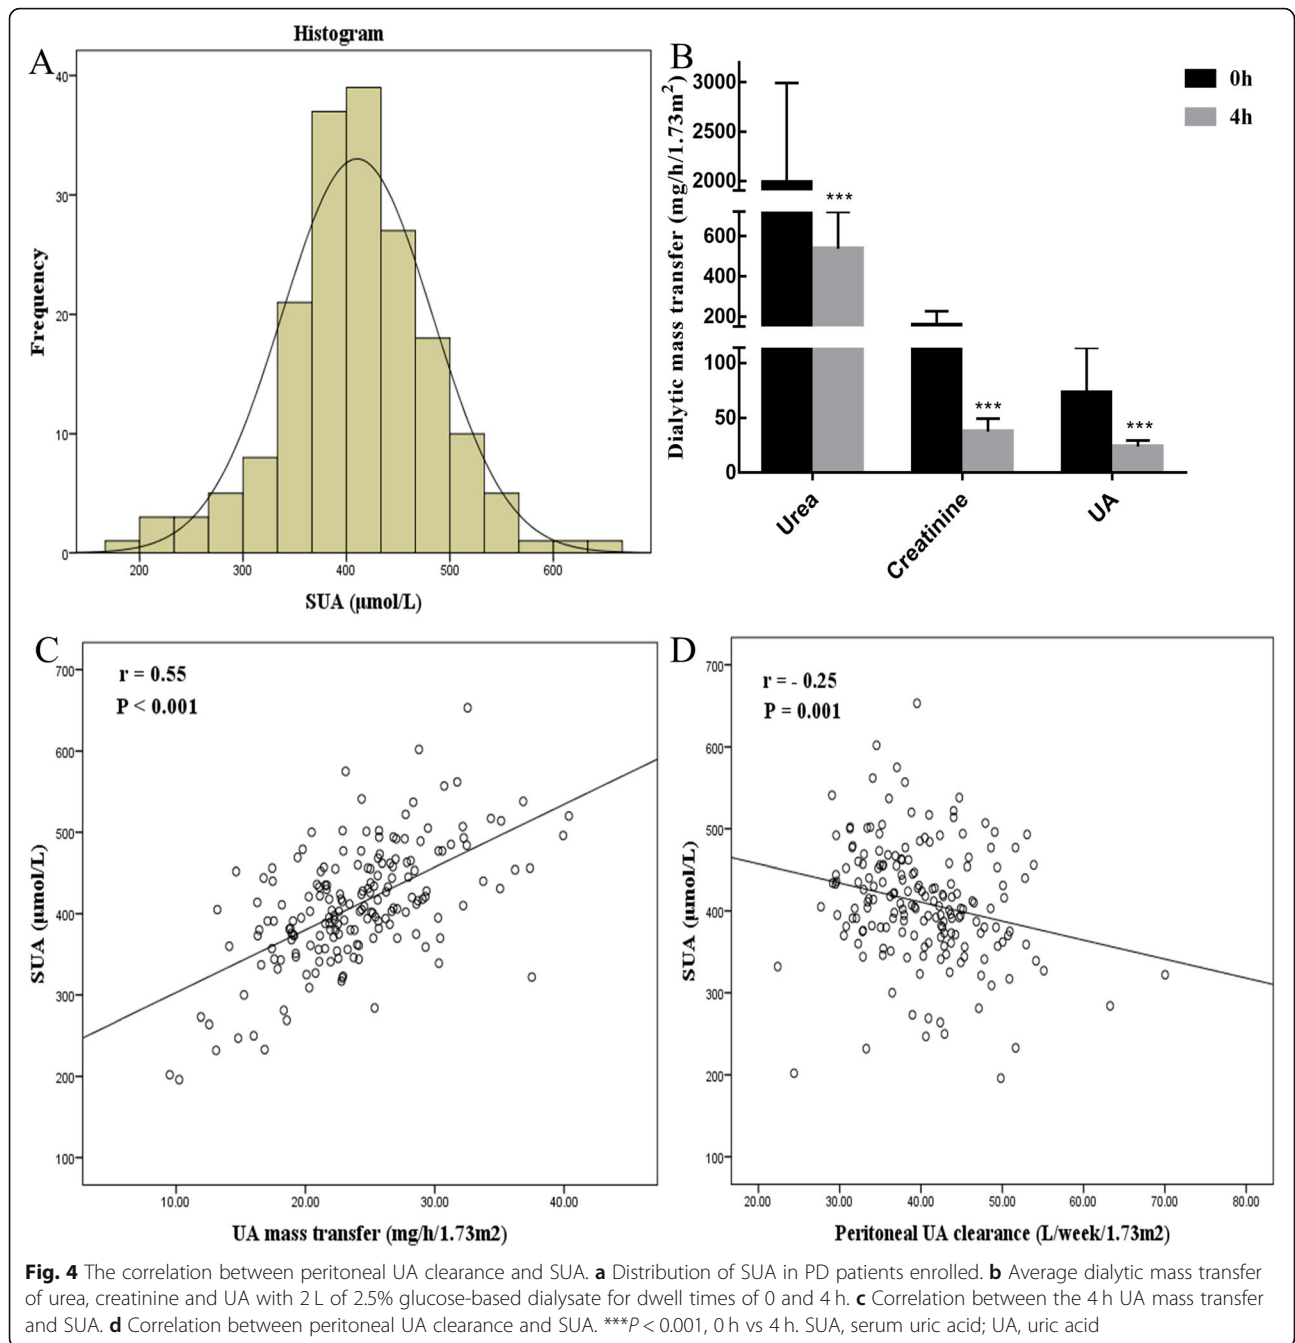 A
Histogram
40
30
20
10
0
Frequency
200 300 400 500 600
SUA (μmol/L)
B
Dialytic mass transfer (mg/h/1.73m²)
3000
2500
2000
600
400
200
100
50
0
0h
4h
***
***
***
Urea
Creatinine
UA
C
r = 0.55
P < 0.001
700
600
500
400
300
200
100
SUA (μmol/L)
10.00 20.00 30.00 40.00
UA mass transfer (mg/h/1.73m2)
D
r = - 0.25
P = 0.001
700
600
500
400
300
200
100
SUA (μmol/L)
20.00 30.00 40.00 50.00 60.00 70.00 80.00
Peritoneal UA clearance (L/week/1.73m2)
Fig. 4 The correlation between peritoneal UA clearance and SUA. a Distribution of SUA in PD patients enrolled. b Average dialytic mass transfer
of urea, creatinine and UA with 2 L of 2.5% glucose-based dialysate for dwell times of 0 and 4 h. c Correlation between the 4 h UA mass transfer
and SUA. d Correlation between peritoneal UA clearance and SUA. ***P < 0.001, 0 h vs 4 h. SUA, serum uric acid; UA, uric acid